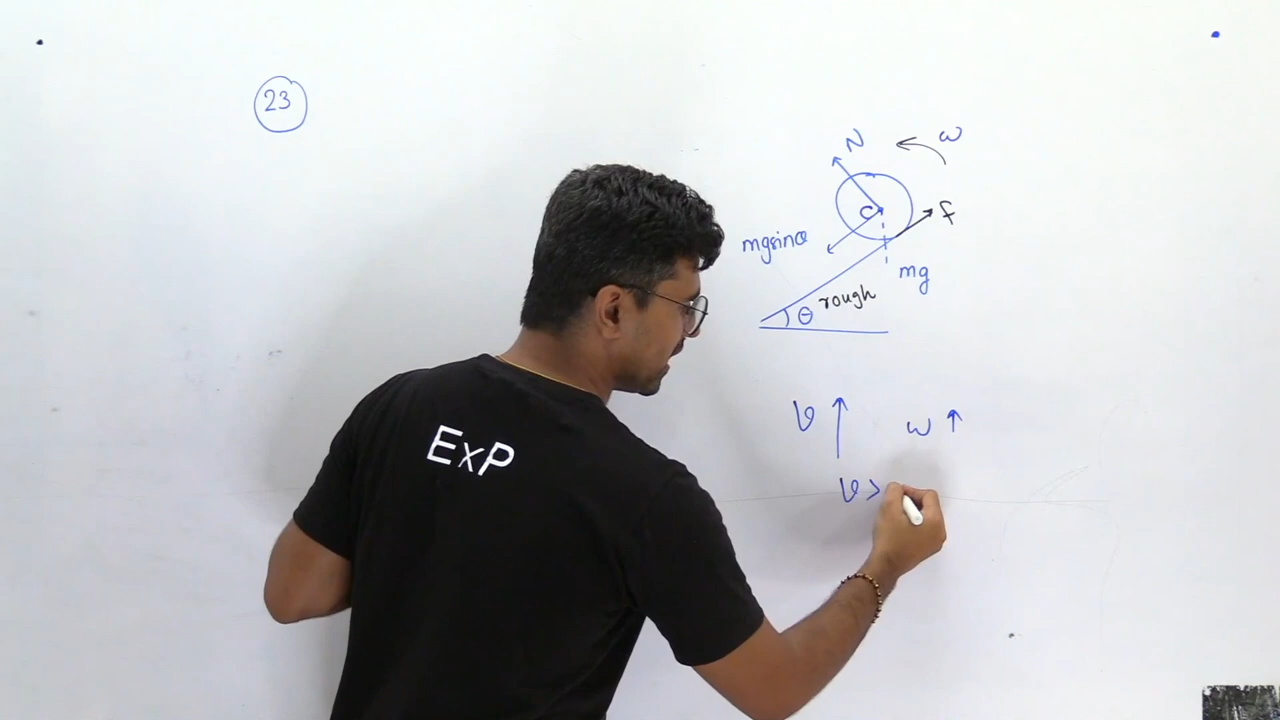 23
N
ω
C
f
mgsinθ
mg
θ rough
v ↑ ω ↑
v >
ExP